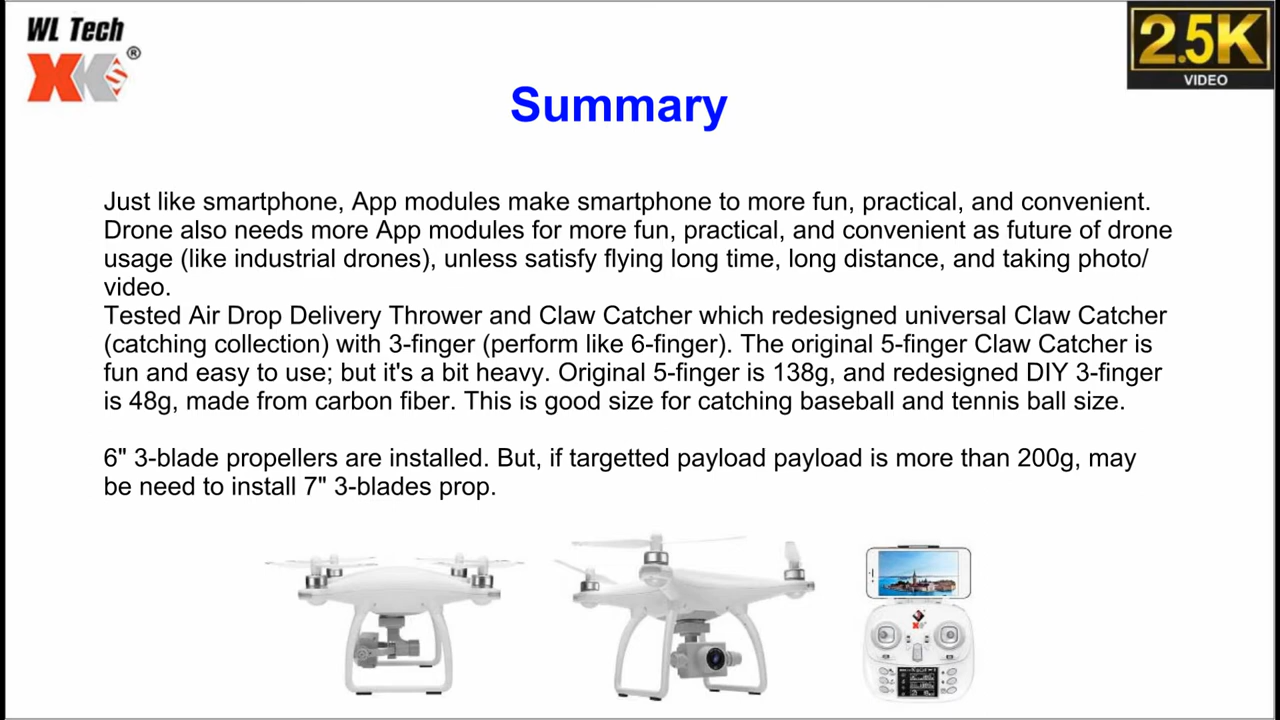 WL Tech
XKS®
2.5K
VIDEO
Summary
Just like smartphone, App modules make smartphone to more fun, practical, and convenient.
Drone also needs more App modules for more fun, practical, and convenient as future of drone
usage (like industrial drones), unless satisfy flying long time, long distance, and taking photo/
video.
Tested Air Drop Delivery Thrower and Claw Catcher which redesigned universal Claw Catcher
(catching collection) with 3-finger (perform like 6-finger). The original 5-finger Claw Catcher is
fun and easy to use; but it's a bit heavy. Original 5-finger is 138g, and redesigned DIY 3-finger
is 48g, made from carbon fiber. This is good size for catching baseball and tennis ball size.
6" 3-blade propellers are installed. But, if targetted payload payload is more than 200g, may
be need to install 7" 3-blades prop.